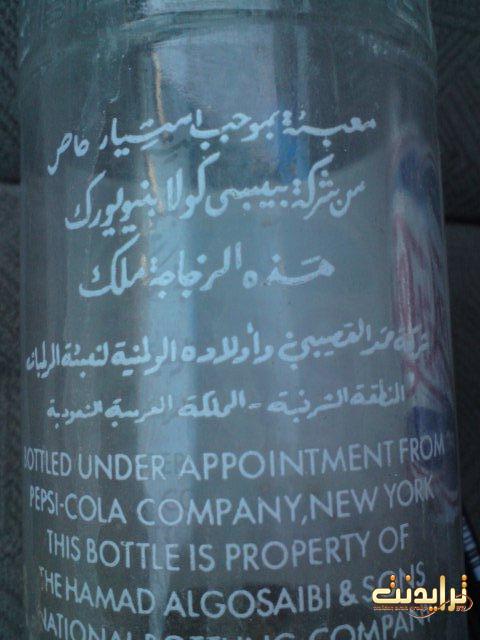 معبئة بموجب امتياز خاص
من شركة بيبسي كولا بنيويورك
هذه الزجاجة ملك
شركة حمد القصيبي وأولاده الوطنية لتعبئة المرطبات
المنطقة الشرقية - المملكة العربية السعودية
BOTTLED UNDER APPOINTMENT FROM
PEPSI-COLA COMPANY, NEW YORK
THIS BOTTLE IS PROPERTY OF
THE HAMAD ALGOSAIBI & SONS
NATIONAL BOTTLING COMPANY
ترايدنت